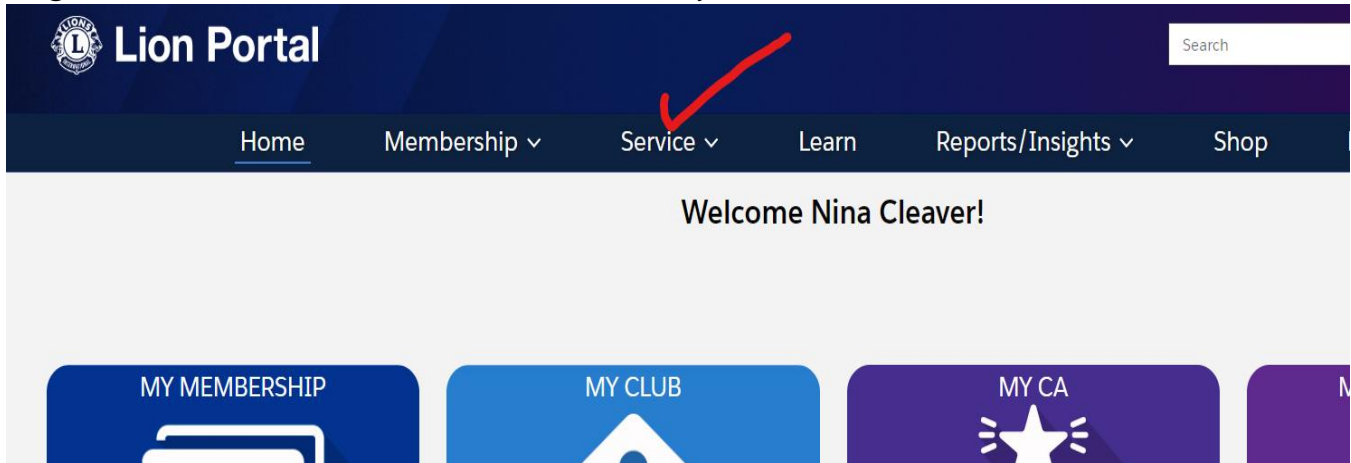 Lion Portal
Search
Home Membership Service Learn Reports/Insights Shop
Welcome Nina Cleaver!
MY MEMBERSHIP MY CLUB MY CA